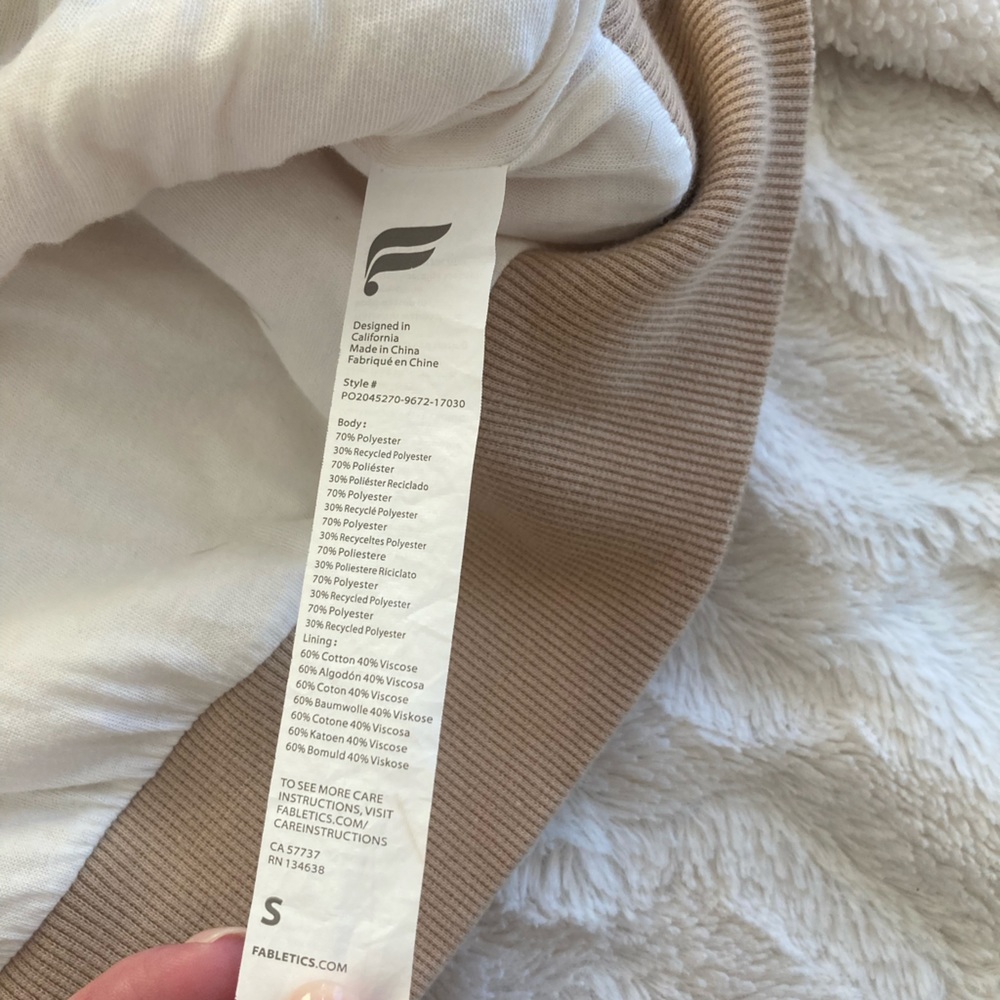 Designed in
California
Made in China
Fabriqué en Chine
Style #
PO2045270-9672-17030
Body:
70% Polyester
30% Recycled Polyester
70% Poliéster
30% Poliéster Reciclado
70% Polyester
30% Recyclé Polyester
70% Polyester
30% Recyceltes Polyester
70% Poliestere
30% Poliestere Riciclato
70% Polyester
30% Recycled Polyester
70% Polyester
30% Recycled Polyester
Lining:
60% Cotton 40% Viscose
60% Algodón 40% Viscosa
60% Coton 40% Viscose
60% Baumwolle 40% Viskose
60% Cotone 40% Viscosa
60% Katoen 40% Viscose
60% Bomuld 40% Viskose
TO SEE MORE CARE
INSTRUCTIONS, VISIT
FABLETICS.COM/
CAREINSTRUCTIONS
CA 57737
RN 134638
S
FABLETICS.COM